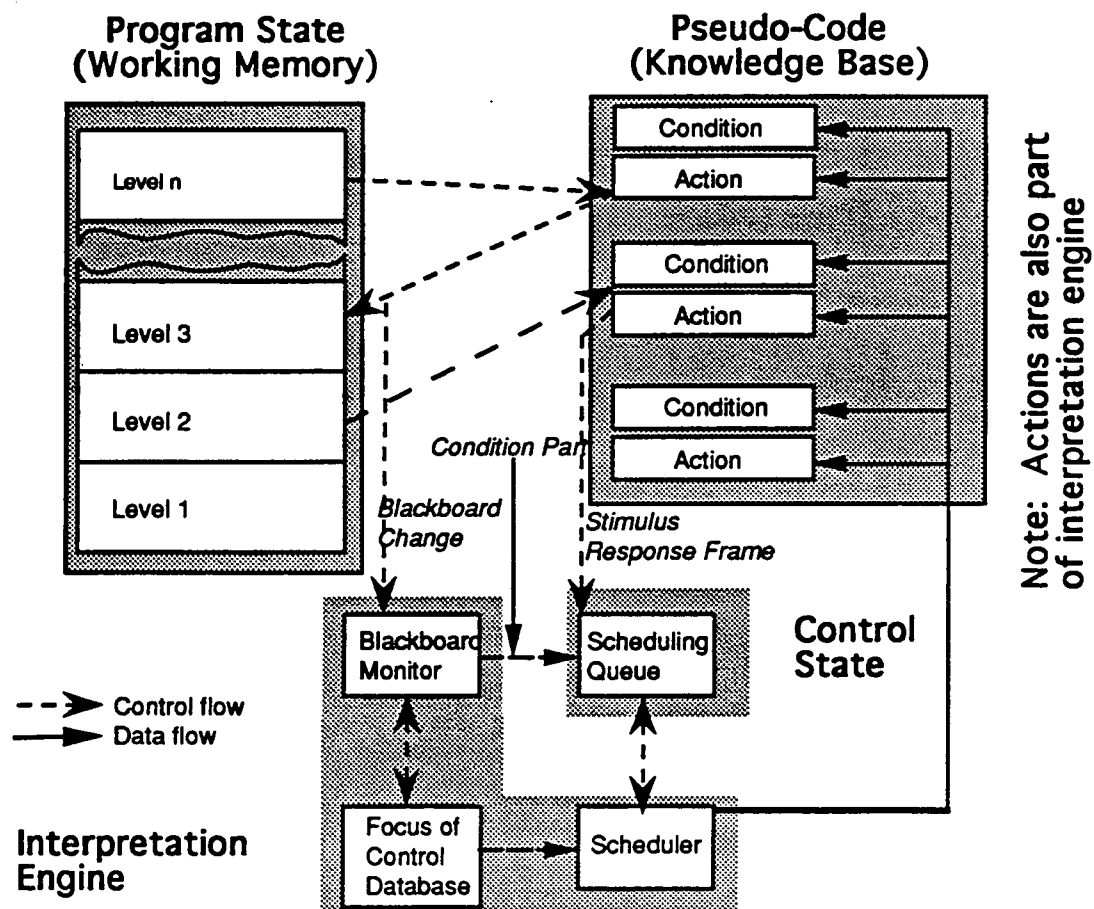 Program State
(Working Memory)
Pseudo-Code
(Knowledge Base)
Level n
Level 3
Level 2
Level 1
Condition
Action
Condition
Action
Condition
Action
Note: Actions are also part
of interpretation engine
Condition Part
Blackboard
Change
Stimulus
Response Frame
Blackboard
Monitor
Scheduling
Queue
Control
State
Control flow
Data flow
Interpretation
Engine
Focus of
Control
Database
Scheduler